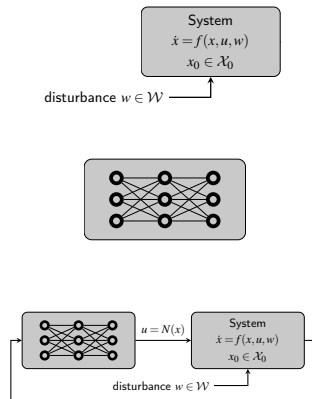 System
ẋ = f(x, u, w)
x₀ ∈ 𝒳₀
disturbance w ∈ 𝒲
u = N(x)
System
ẋ = f(x, u, w)
x₀ ∈ 𝒳₀
disturbance w ∈ 𝒲